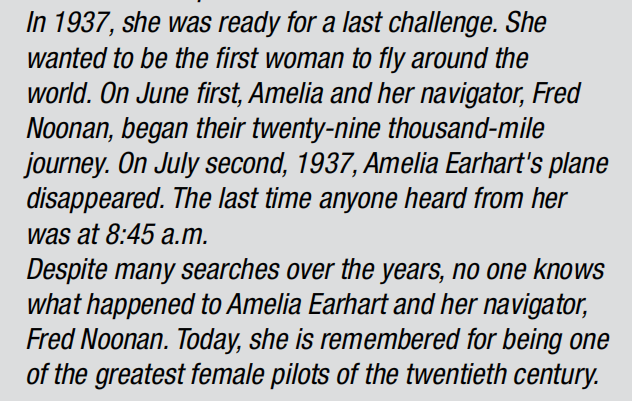 In 1937, she was ready for a last challenge. She
wanted to be the first woman to fly around the
world. On June first, Amelia and her navigator, Fred
Noonan, began their twenty-nine thousand-mile
journey. On July second, 1937, Amelia Earhart's plane
disappeared. The last time anyone heard from her
was at 8:45 a.m.
Despite many searches over the years, no one knows
what happened to Amelia Earhart and her navigator,
Fred Noonan. Today, she is remembered for being one
of the greatest female pilots of the twentieth century.